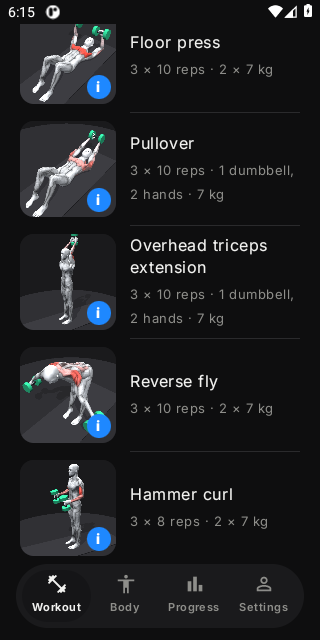 6:15
Floor press
3 × 10 reps · 2 × 7 kg
i
Pullover
3 × 10 reps · 1 dumbbell,
2 hands · 7 kg
i
Overhead triceps
extension
3 × 10 reps · 1 dumbbell,
2 hands · 7 kg
i
Reverse fly
3 × 10 reps · 2 × 7 kg
i
Hammer curl
3 × 8 reps · 2 × 7 kg
i
Workout Body Progress Settings